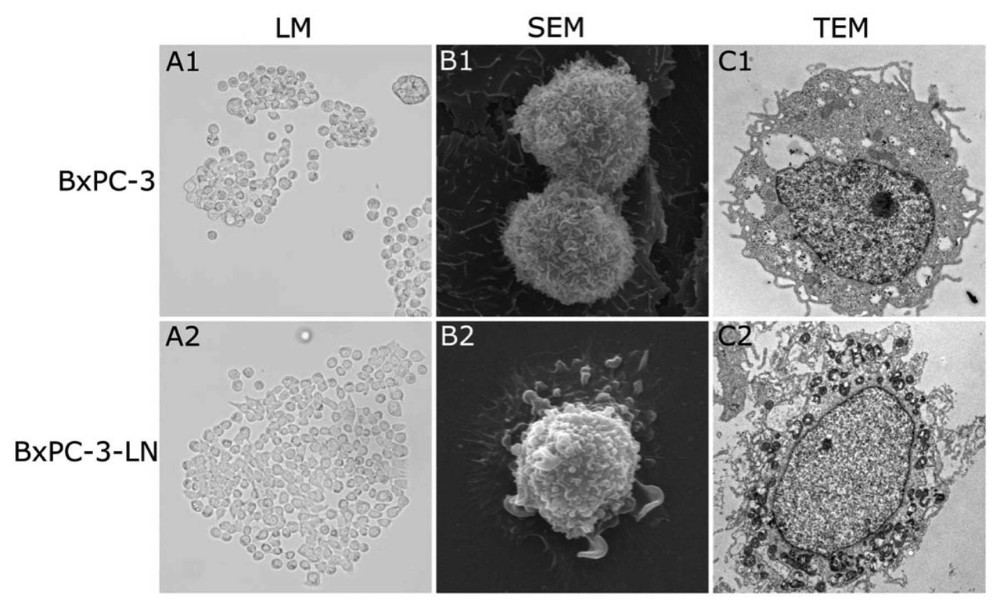 LM SEM TEM
A1 B1 C1
BxPC-3
A2 B2 C2
BxPC-3-LN